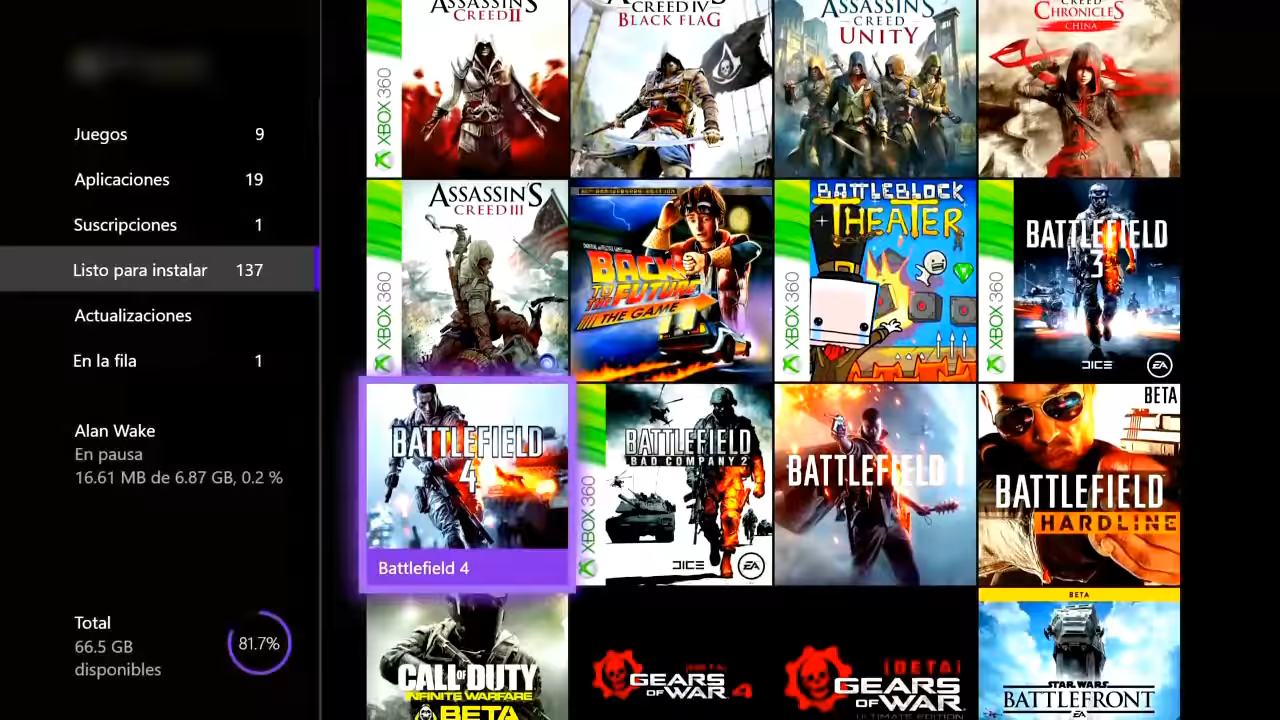 Juegos 9
Aplicaciones 19
Suscripciones 1
Listo para instalar 137
Actualizaciones
En la fila 1
Alan Wake
En pausa
16.61 MB de 6.87 GB, 0.2 %
Total
66.5 GB
disponibles
81.7%
ASSASSIN'S
CREED II
XBOX 360
CREED IV
BLACK FLAG
ASSASSIN'S
CREED
UNITY
CREED
CHRONICLES
CHINA
ASSASSIN'S
CREED III
XBOX 360
BACK
TO THE FUTURE
THE GAME
BATTLEBLOCK
THEATER
XBOX 360
BATTLEFIELD
3
XBOX 360
DICE
EA
BATTLEFIELD
4
Battlefield 4
BATTLEFIELD
BAD COMPANY 2
XBOX 360
DICE
EA
BATTLEFIELD 1
BETA
BATTLEFIELD
HARDLINE
CALL OF DUTY
INFINITE WARFARE
BETA
GEARS
OF WAR 4
[BETA]
GEARS
OF WAR
ULTIMATE EDITION
BETA
STAR WARS
BATTLEFRONT
EA